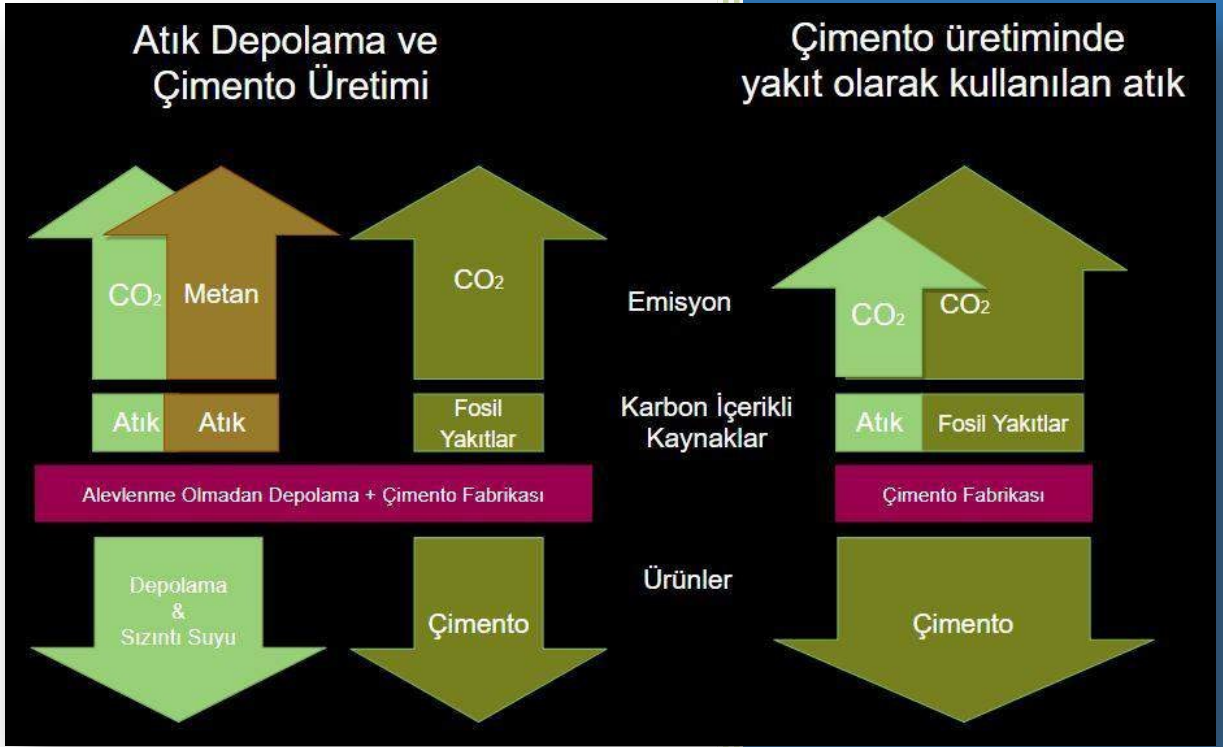 Atık Depolama ve
Çimento Üretimi
Çimento üretiminde
yakıt olarak kullanılan atık
CO2
Metan
CO2
Emisyon
CO2
CO2
Atık
Atık
Fosil
Yakıtlar
Karbon İçerikli
Kaynaklar
Atık
Fosil Yakıtlar
Alevlenme Olmadan Depolama + Çimento Fabrikası
Çimento Fabrikası
Depolama
&
Sızıntı Suyu
Çimento
Ürünler
Çimento